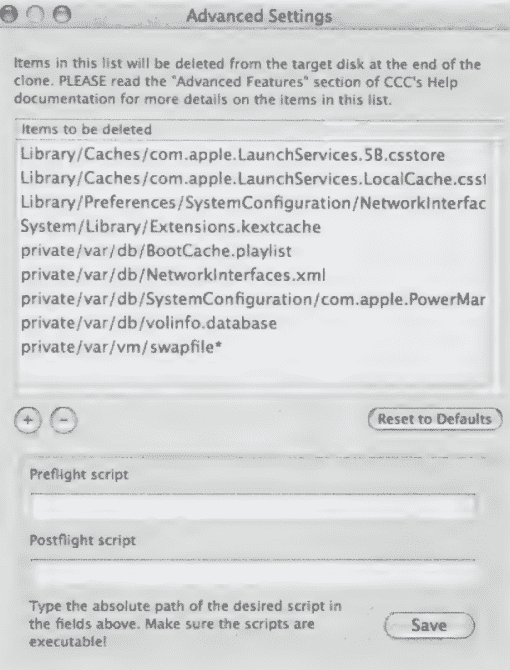 Advanced Settings
Items in this list will be deleted from the target disk at the end of the
clone. PLEASE read the "Advanced Features" section of CCC's Help
documentation for more details on the items in this list.
Items to be deleted
Library/Caches/com.apple.LaunchServices.5B.csstore
Library/Caches/com.apple.LaunchServices.LocalCache.csst
Library/Preferences/SystemConfiguration/NetworkInterfac
System/Library/Extensions.kextcache
private/var/db/BootCache.playlist
private/var/db/NetworkInterfaces.xml
private/var/db/SystemConfiguration/com.apple.PowerMar
private/var/db/volinfo.database
private/var/vm/swapfile*
+ −
Reset to Defaults
Preflight script
Postflight script
Type the absolute path of the desired script in
the fields above. Make sure the scripts are
executable!
Save